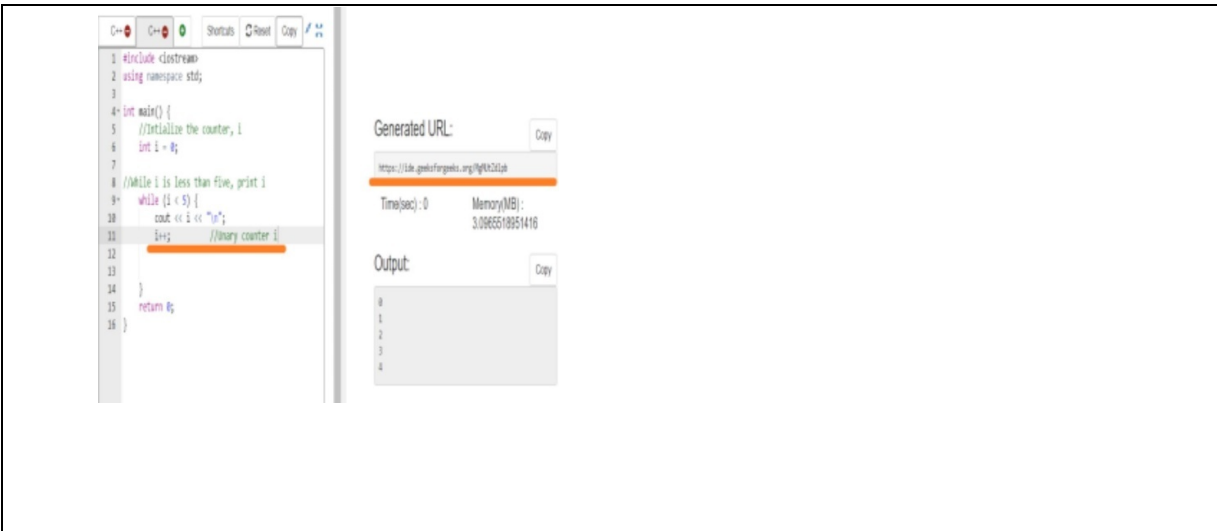 C++ C++ Shortcuts Reset Copy
1 #include <iostream>
2 using namespace std;
3
4 int main() {
5 //Intialize the counter, i
6 int i = 0;
7
8 //While i is less than five, print i
9 while (i < 5) {
10 cout << i << "\n";
11 i++; //Unary counter i
12
13
14 }
15 return 0;
16 }
Generated URL:
Copy
Time(sec) : 0 Memory(MB) :
3.0965518951416
Output:
Copy
0
1
2
3
4